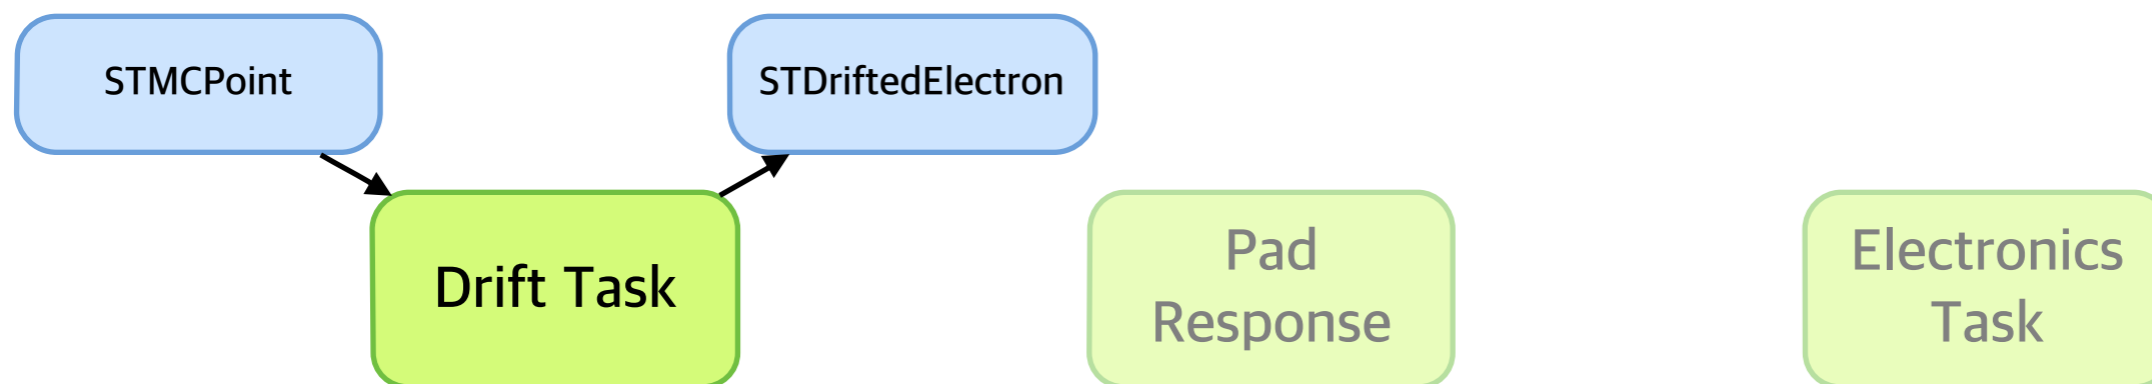 STMCPoint
STDriftedElectron
Drift Task
Pad
Response
Electronics
Task